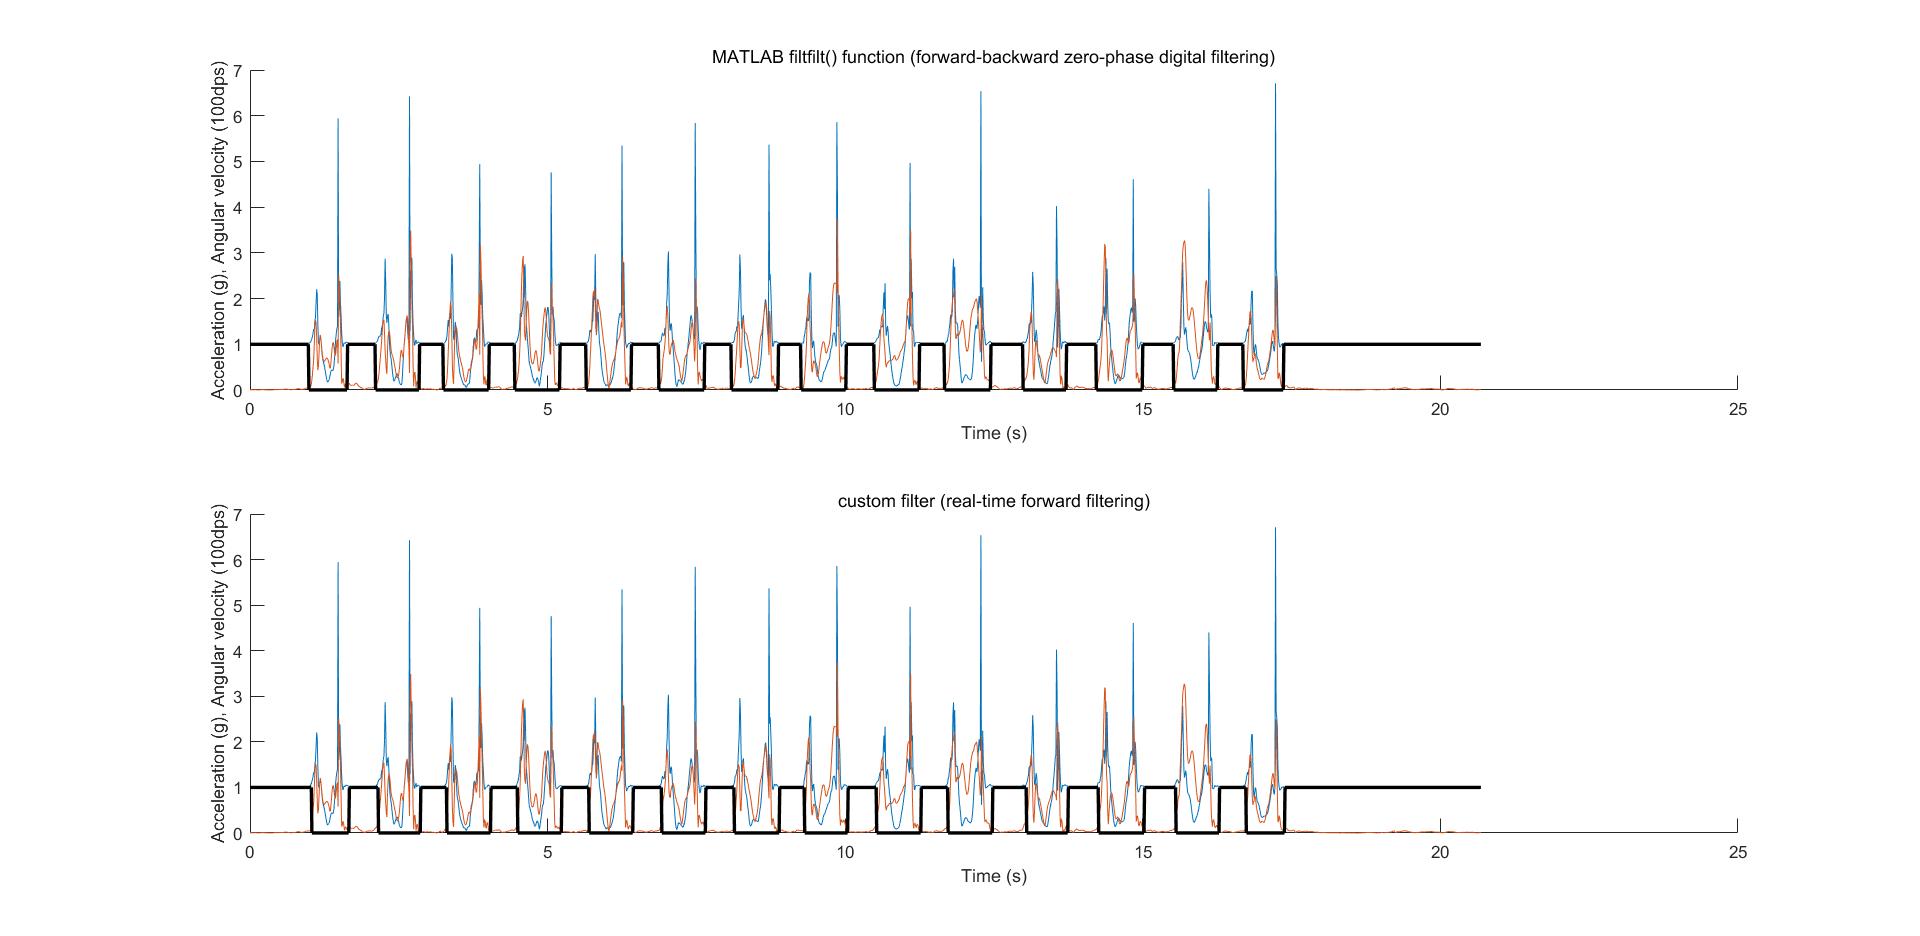 MATLAB filtfilt() function (forward-backward zero-phase digital filtering)
Acceleration (g), Angular velocity (100dps)
7
6
5
4
3
2
1
0
0 5 10 15 20 25
Time (s)
custom filter (real-time forward filtering)
Acceleration (g), Angular velocity (100dps)
7
6
5
4
3
2
1
0
0 5 10 15 20 25
Time (s)